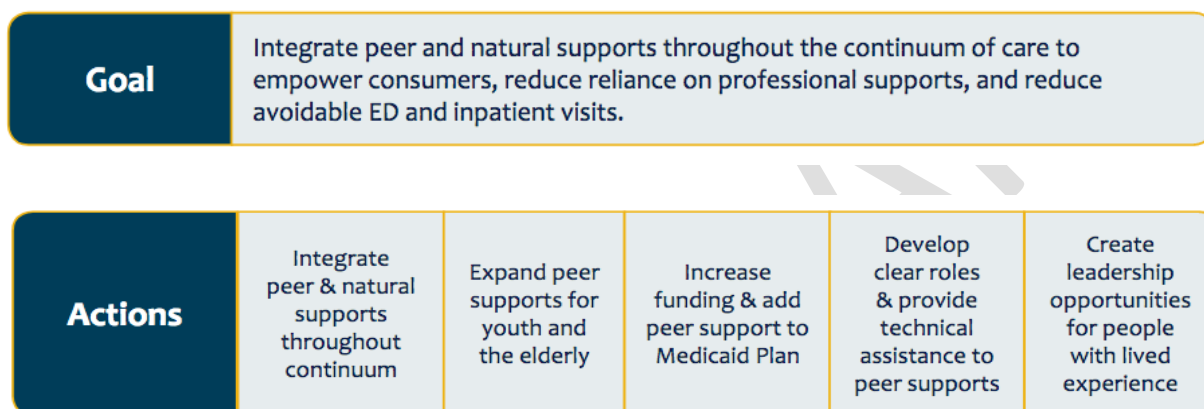 Goal
Integrate peer and natural supports throughout the continuum of care to
empower consumers, reduce reliance on professional supports, and reduce
avoidable ED and inpatient visits.
Actions
Integrate
peer & natural
supports
throughout
continuum
Expand peer
supports for
youth and
the elderly
Increase
funding & add
peer support to
Medicaid Plan
Develop
clear roles
& provide
technical
assistance to
peer supports
Create
leadership
opportunities
for people
with lived
experience